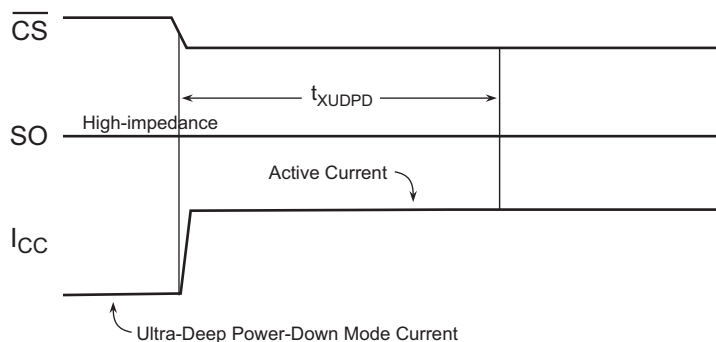 CS
tXUDPD
High-impedance
SO
Active Current
ICC
Ultra-Deep Power-Down Mode Current